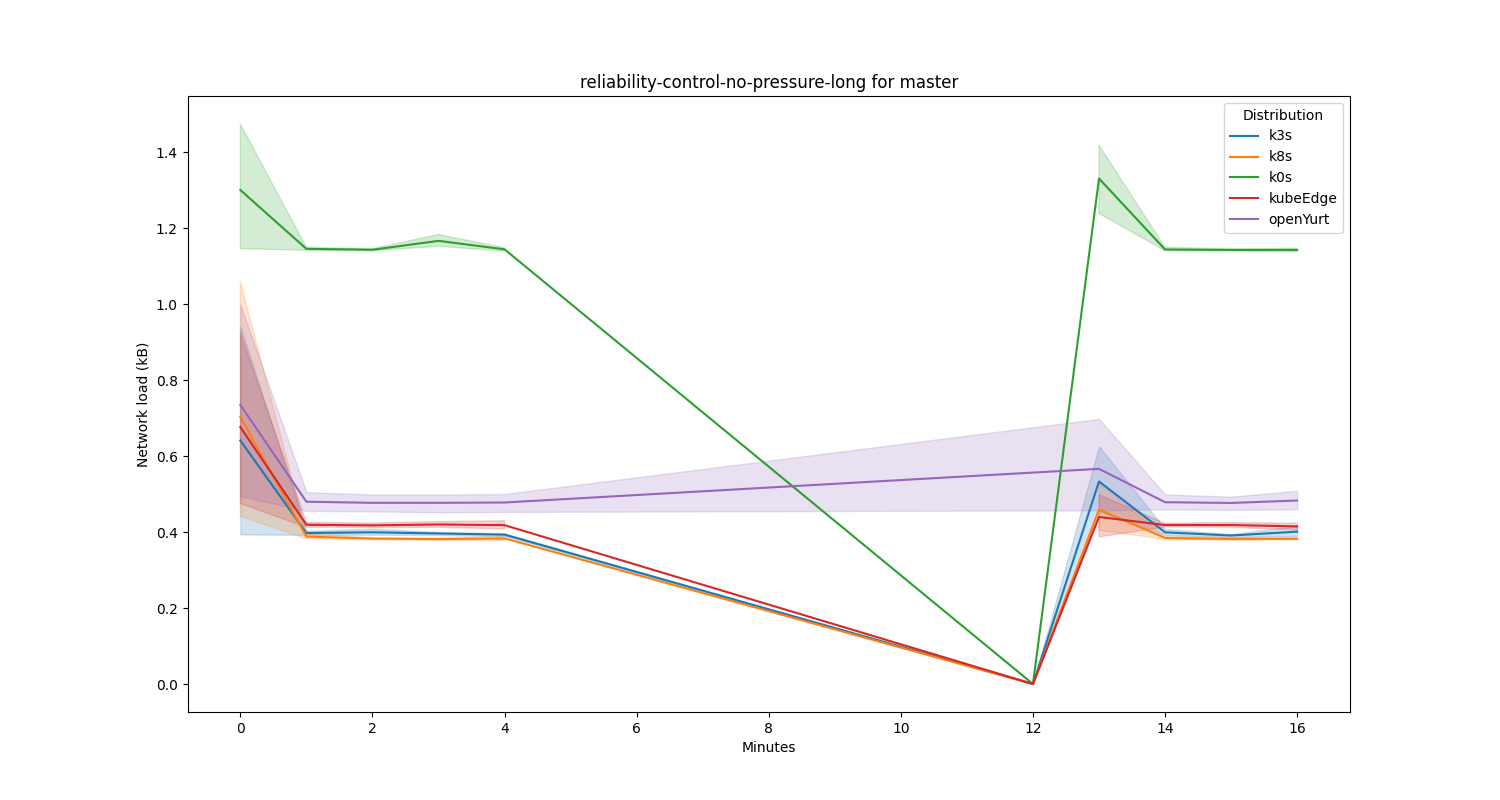 reliability-control-no-pressure-long for master
Network load (kB)
1.4
1.2
1.0
0.8
0.6
0.4
0.2
0.0
0 2 4 6 8 10 12 14 16
Minutes
Distribution
k3s
k8s
k0s
kubeEdge
openYurt